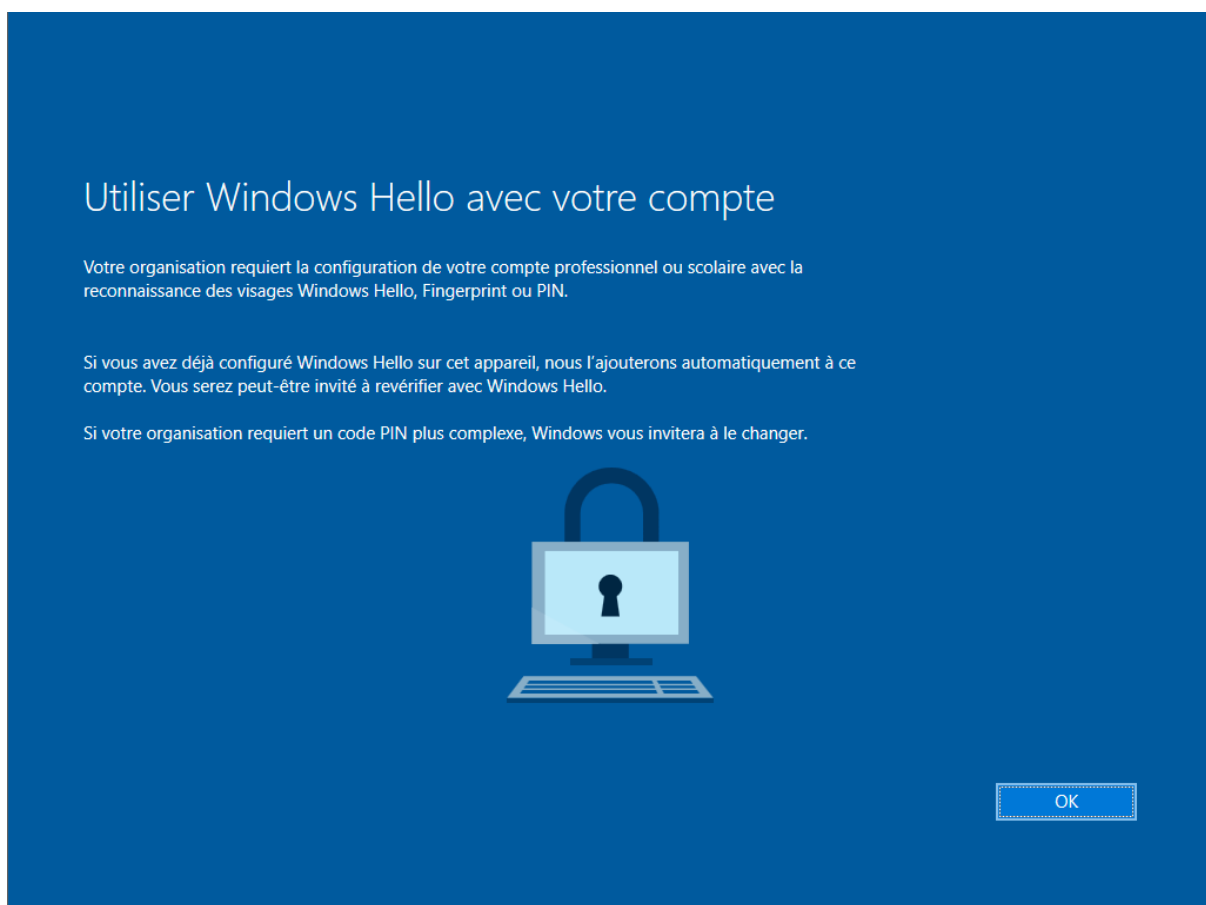 Utiliser Windows Hello avec votre compte
Votre organisation requiert la configuration de votre compte professionnel ou scolaire avec la
reconnaissance des visages Windows Hello, Fingerprint ou PIN.
Si vous avez déjà configuré Windows Hello sur cet appareil, nous l’ajouterons automatiquement à ce
compte. Vous serez peut-être invité à revérifier avec Windows Hello.
Si votre organisation requiert un code PIN plus complexe, Windows vous invitera à le changer.
OK